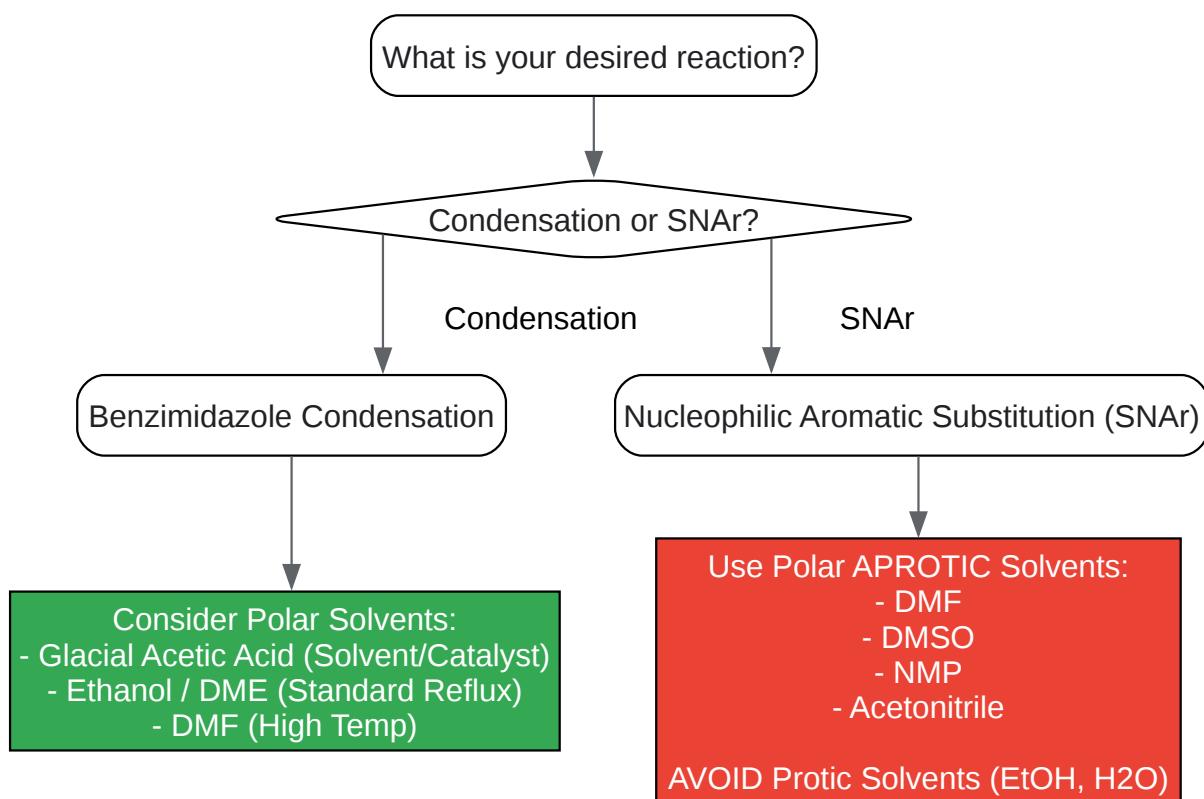 What is your desired reaction?
Condensation or SNAr?
Condensation
SNAr
Benzimidazole Condensation
Nucleophilic Aromatic Substitution (SNAr)
Consider Polar Solvents:
- Glacial Acetic Acid (Solvent/Catalyst)
- Ethanol / DME (Standard Reflux)
- DMF (High Temp)
Use Polar APROTIC Solvents:
- DMF
- DMSO
- NMP
- Acetonitrile
AVOID Protic Solvents (EtOH, H2O)